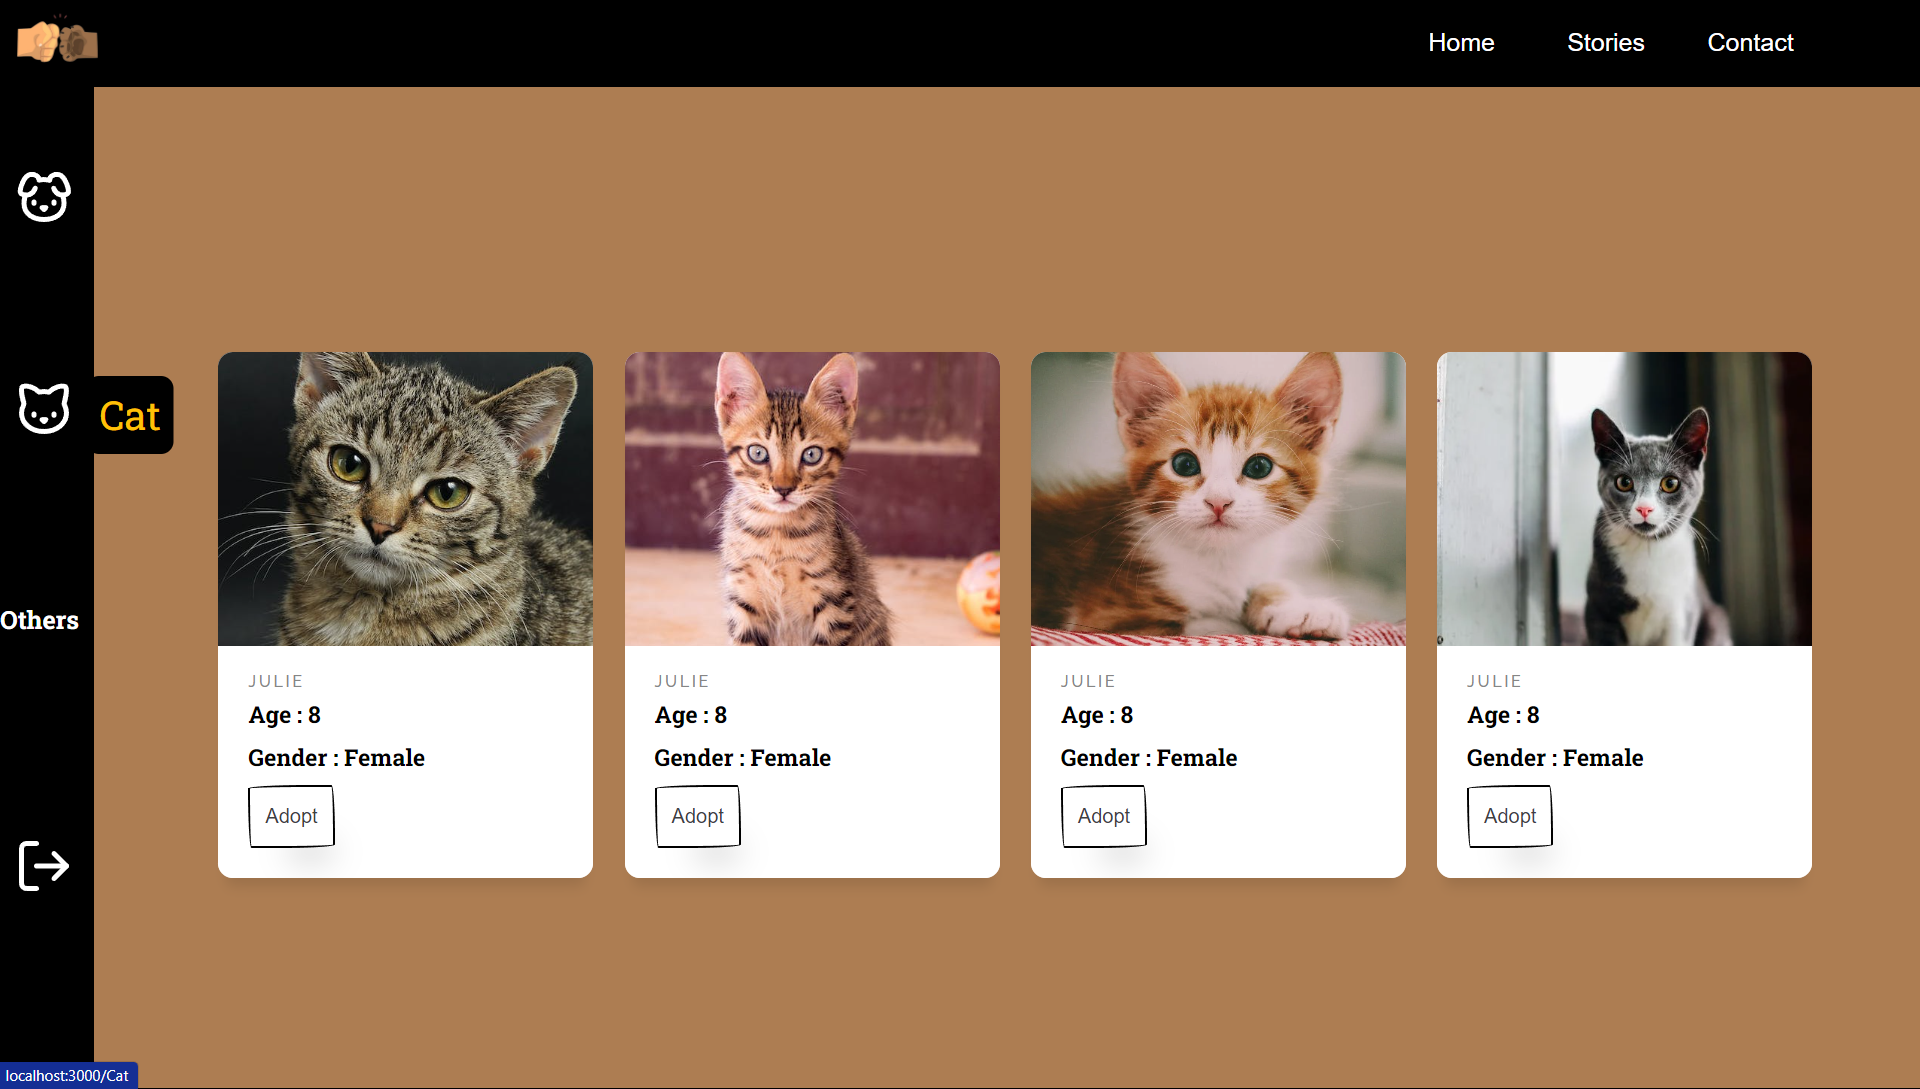 Home Stories Contact
Cat
Others
JULIE
Age : 8
Gender : Female
Adopt
JULIE
Age : 8
Gender : Female
Adopt
JULIE
Age : 8
Gender : Female
Adopt
JULIE
Age : 8
Gender : Female
Adopt
localhost:3000/Cat